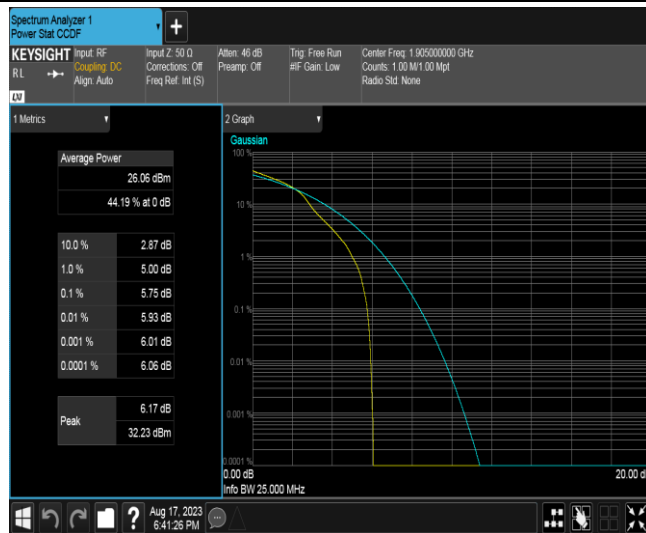 Spectrum Analyzer 1
Power Stat CCDF
+
KEYSIGHT
RL
Input: RF
Coupling: DC
Align: Auto
Input Z: 50 Ω
Corrections: Off
Freq Ref: Int (S)
Atten: 46 dB
Preamp: Off
Trig: Free Run
#IF Gain: Low
Center Freq: 1.905000000 GHz
Counts: 1.00 M/1.00 Mpt
Radio Std: None
1 Metrics
Average Power
26.06 dBm
44.19 % at 0 dB
10.0 % 2.87 dB
1.0 % 5.00 dB
0.1 % 5.75 dB
0.01 % 5.93 dB
0.001 % 6.01 dB
0.0001 % 6.06 dB
Peak
6.17 dB
32.23 dBm
2 Graph
Gaussian
100 %
10 %
1 %
0.1 %
0.01 %
0.001 %
0.0001 %
0.00 dB
20.00 d
Info BW 25.000 MHz
?
Aug 17, 2023
6:41:26 PM